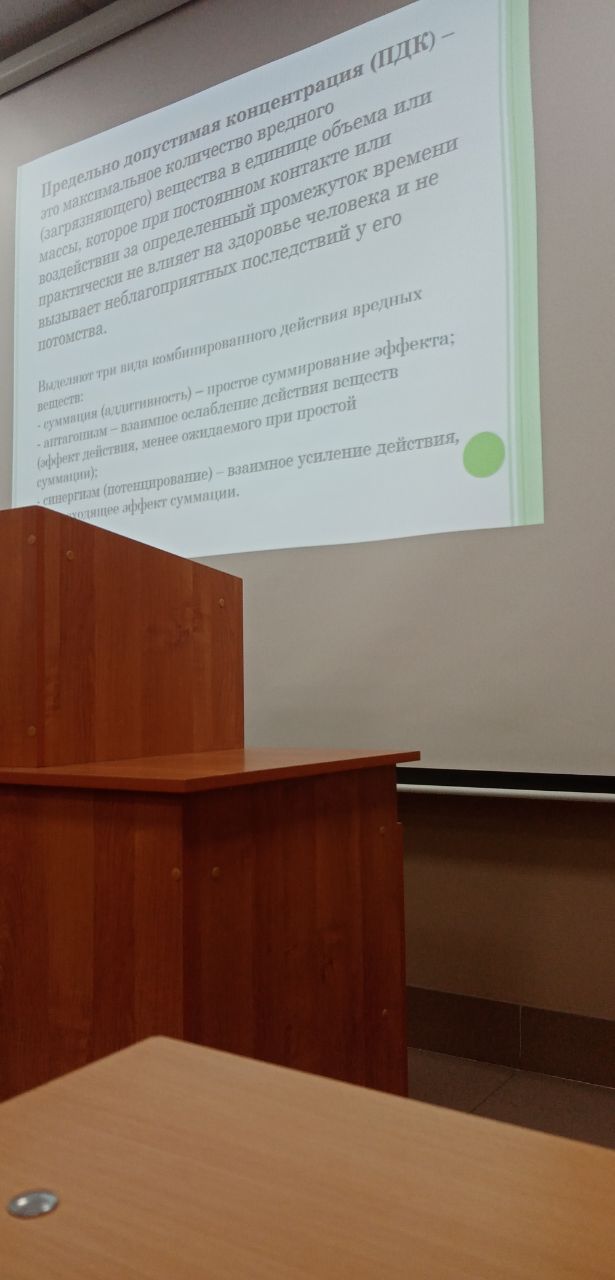 Предельно допустимая концентрация (ПДК) –
это максимальное количество вредного
(загрязняющего) вещества в единице объема или
массы, которое при постоянном контакте или
воздействии за определенный промежуток времени
практически не влияет на здоровье человека и не
вызывает неблагоприятных последствий у его
потомства.
Выделяют три вида комбинированного действия вредных
веществ:
- суммация (аддитивность) – простое суммирование эффекта;
- антагонизм – взаимное ослабление действия веществ
(эффект действия, менее ожидаемого при простой
суммации);
- синергизм (потенцирование) – взаимное усиление действия,
эффект суммации.